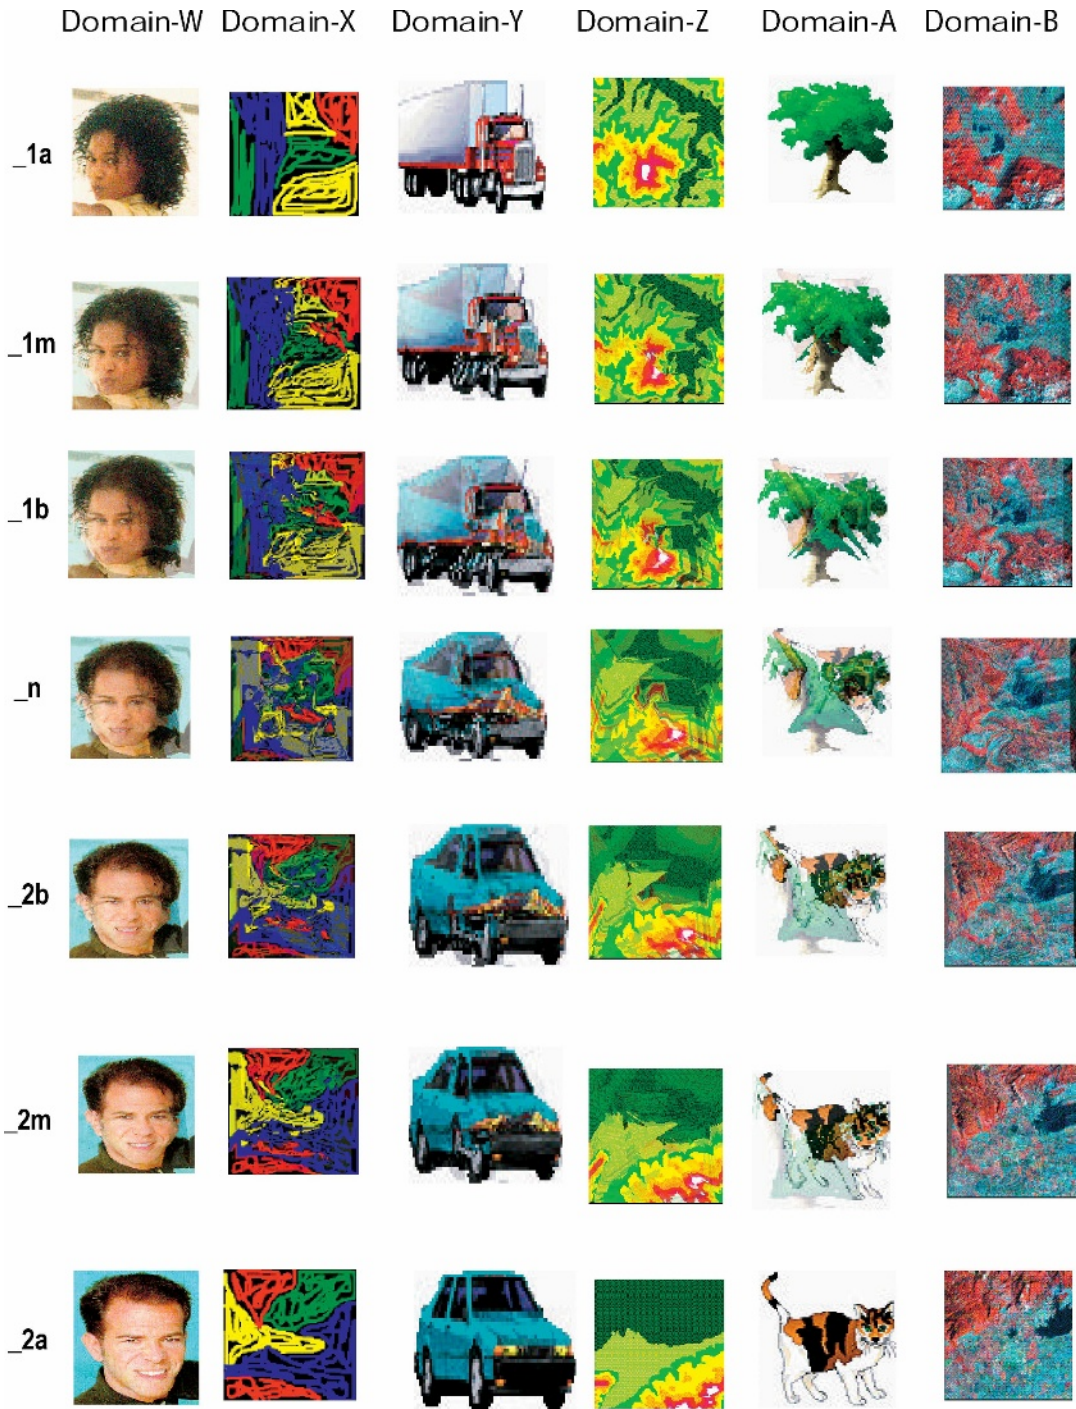 Domain-W Domain-X Domain-Y Domain-Z Domain-A Domain-B
_1a
_1m
_1b
_n
_2b
_2m
_2a